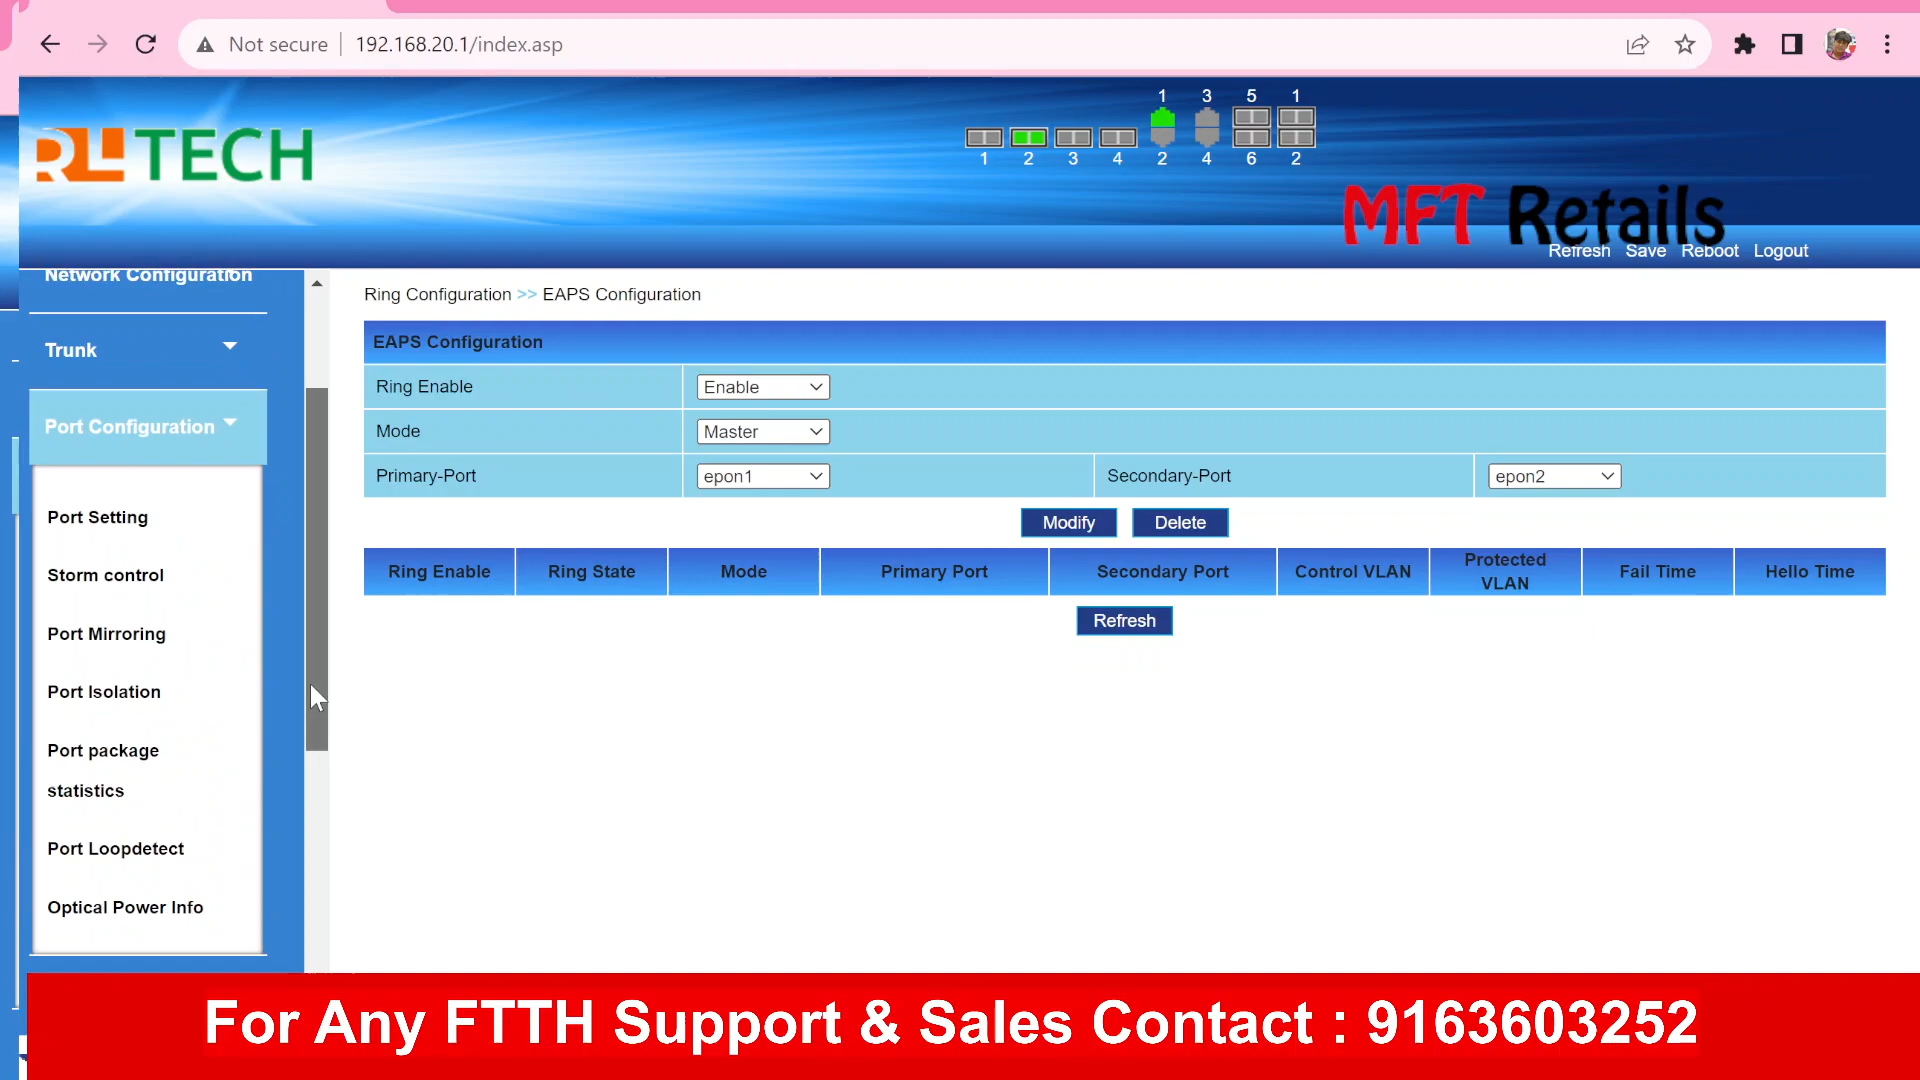 Not secure
192.168.20.1/index.asp
RL TECH
1 3 5 1
1 2 3 4 2 4 6 2
MFT Retails
Refresh Save Reboot Logout
Network Configuration
Trunk
Port Configuration
Port Setting
Storm control
Port Mirroring
Port Isolation
Port package
statistics
Port Loopdetect
Optical Power Info
Ring Configuration >> EAPS Configuration
EAPS Configuration
Ring Enable Enable
Mode Master
Primary-Port epon1 Secondary-Port epon2
Modify Delete
Ring Enable Ring State Mode Primary Port Secondary Port Control VLAN Protected VLAN Fail Time Hello Time
Refresh
For Any FTTH Support & Sales Contact : 9163603252